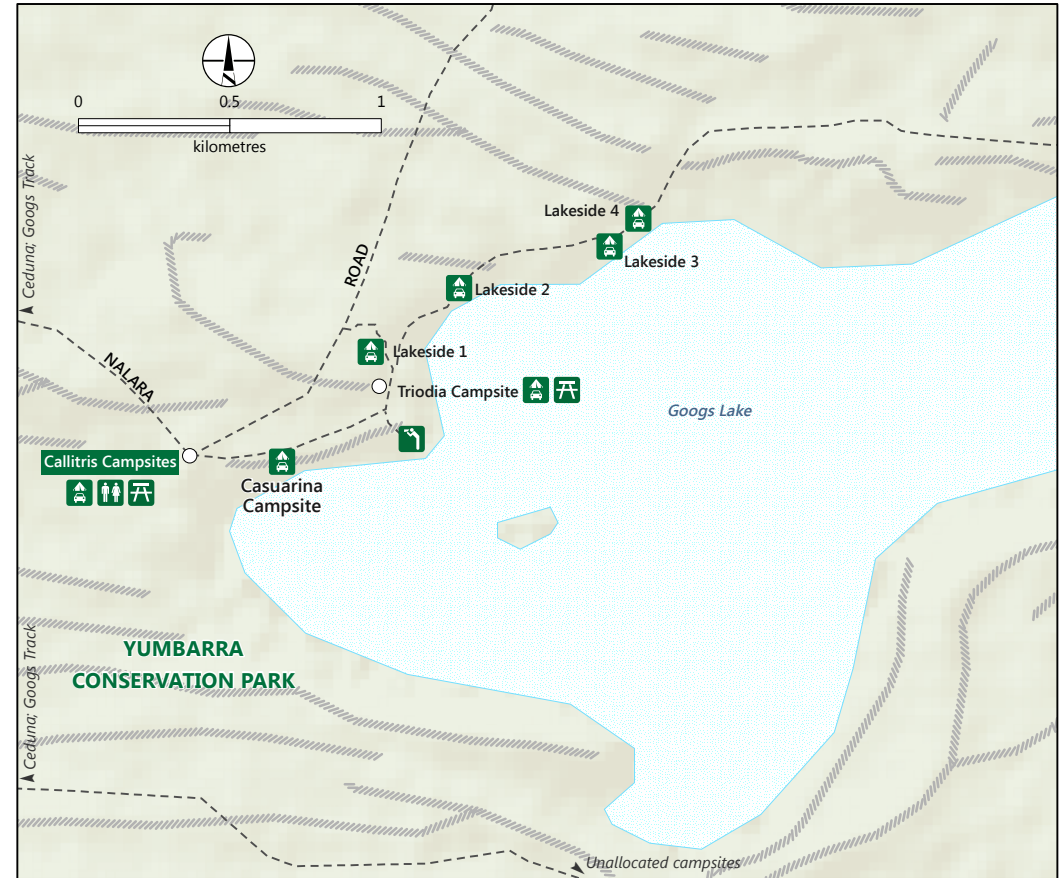 0 0.5 1
kilometres
Ceduna; Googs Track
ROAD
NALARA
Lakeside 4
Lakeside 3
Lakeside 2
Lakeside 1
Triodia Campsite
Googs Lake
Callitris Campsites
Casuarina
Campsite
YUMBARRA
CONSERVATION PARK
Ceduna; Googs Track
Unallocated campsites